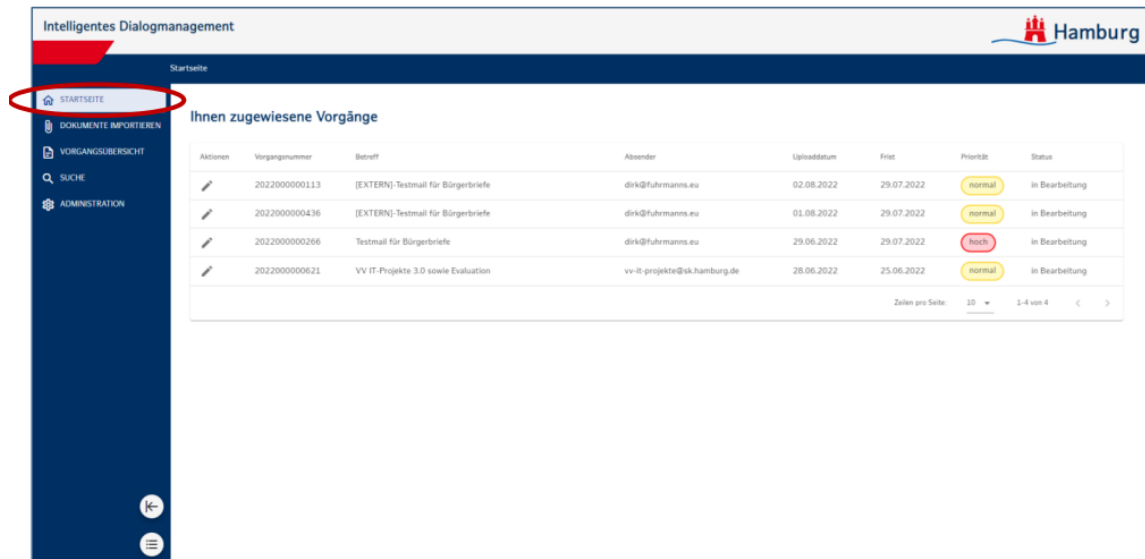 Intelligentes Dialogmanagement
Hamburg
Startseite
STARTSEITE
DOKUMENTE IMPORTIEREN
VORGANGSÜBERSICHT
SUCHE
ADMINISTRATION
Ihnen zugewiesene Vorgänge
Aktionen Vorgangsnummer Betreff Absender Uploaddatum Frist Priorität Status
2022000000113 [EXTERN]-Testmail für Bürgerbriefe dirk@fuhrmanns.eu 02.08.2022 29.07.2022 normal in Bearbeitung
2022000000436 [EXTERN]-Testmail für Bürgerbriefe dirk@fuhrmanns.eu 01.08.2022 29.07.2022 normal in Bearbeitung
2022000000266 Testmail für Bürgerbriefe dirk@fuhrmanns.eu 29.06.2022 29.07.2022 hoch in Bearbeitung
2022000000621 VV IT-Projekte 3.0 sowie Evaluation vv-it-projekte@sk.hamburg.de 28.06.2022 25.06.2022 normal in Bearbeitung
Zeilen pro Seite: 10 1-4 von 4